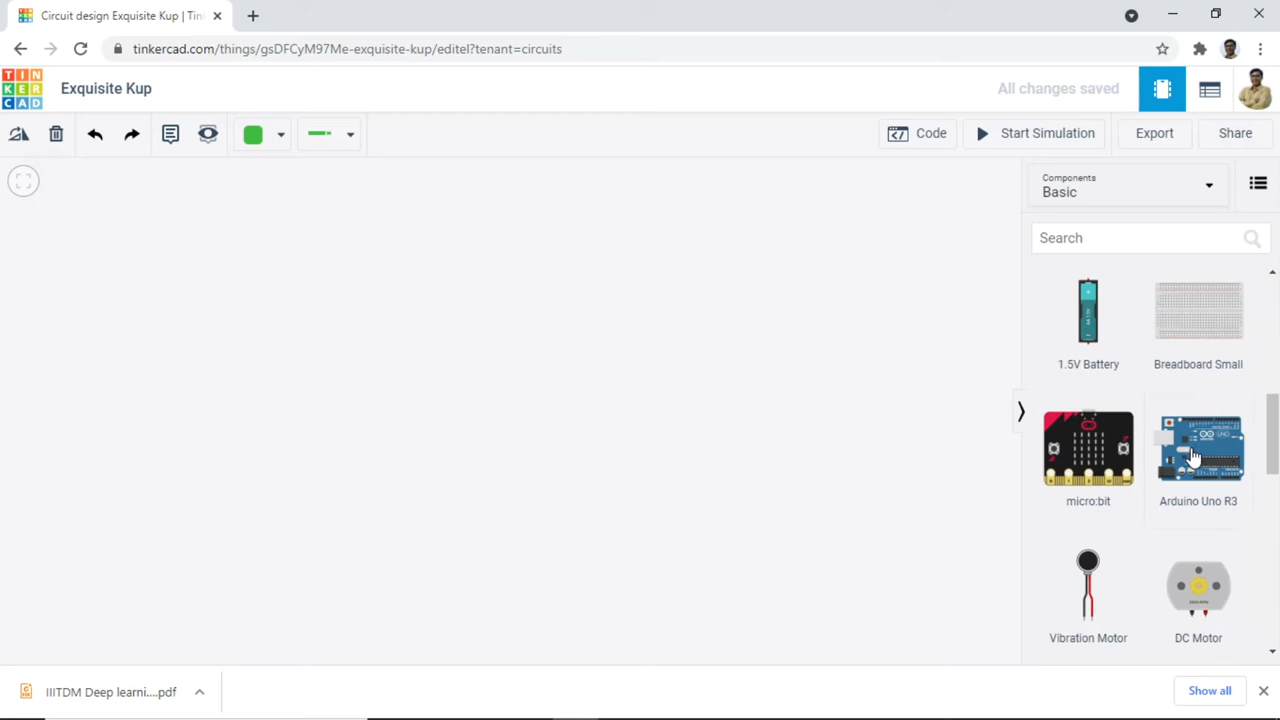 Circuit design Exquisite Kup | Tin
tinkercad.com/things/gsDFCyM97Me-exquisite-kup/editel?tenant=circuits
TIN
KER
CAD
Exquisite Kup
All changes saved
Code
Start Simulation
Export
Share
Components
Basic
Search
1.5V Battery
Breadboard Small
micro:bit
Arduino Uno R3
Vibration Motor
DC Motor
IIITDM Deep learni....pdf
Show all